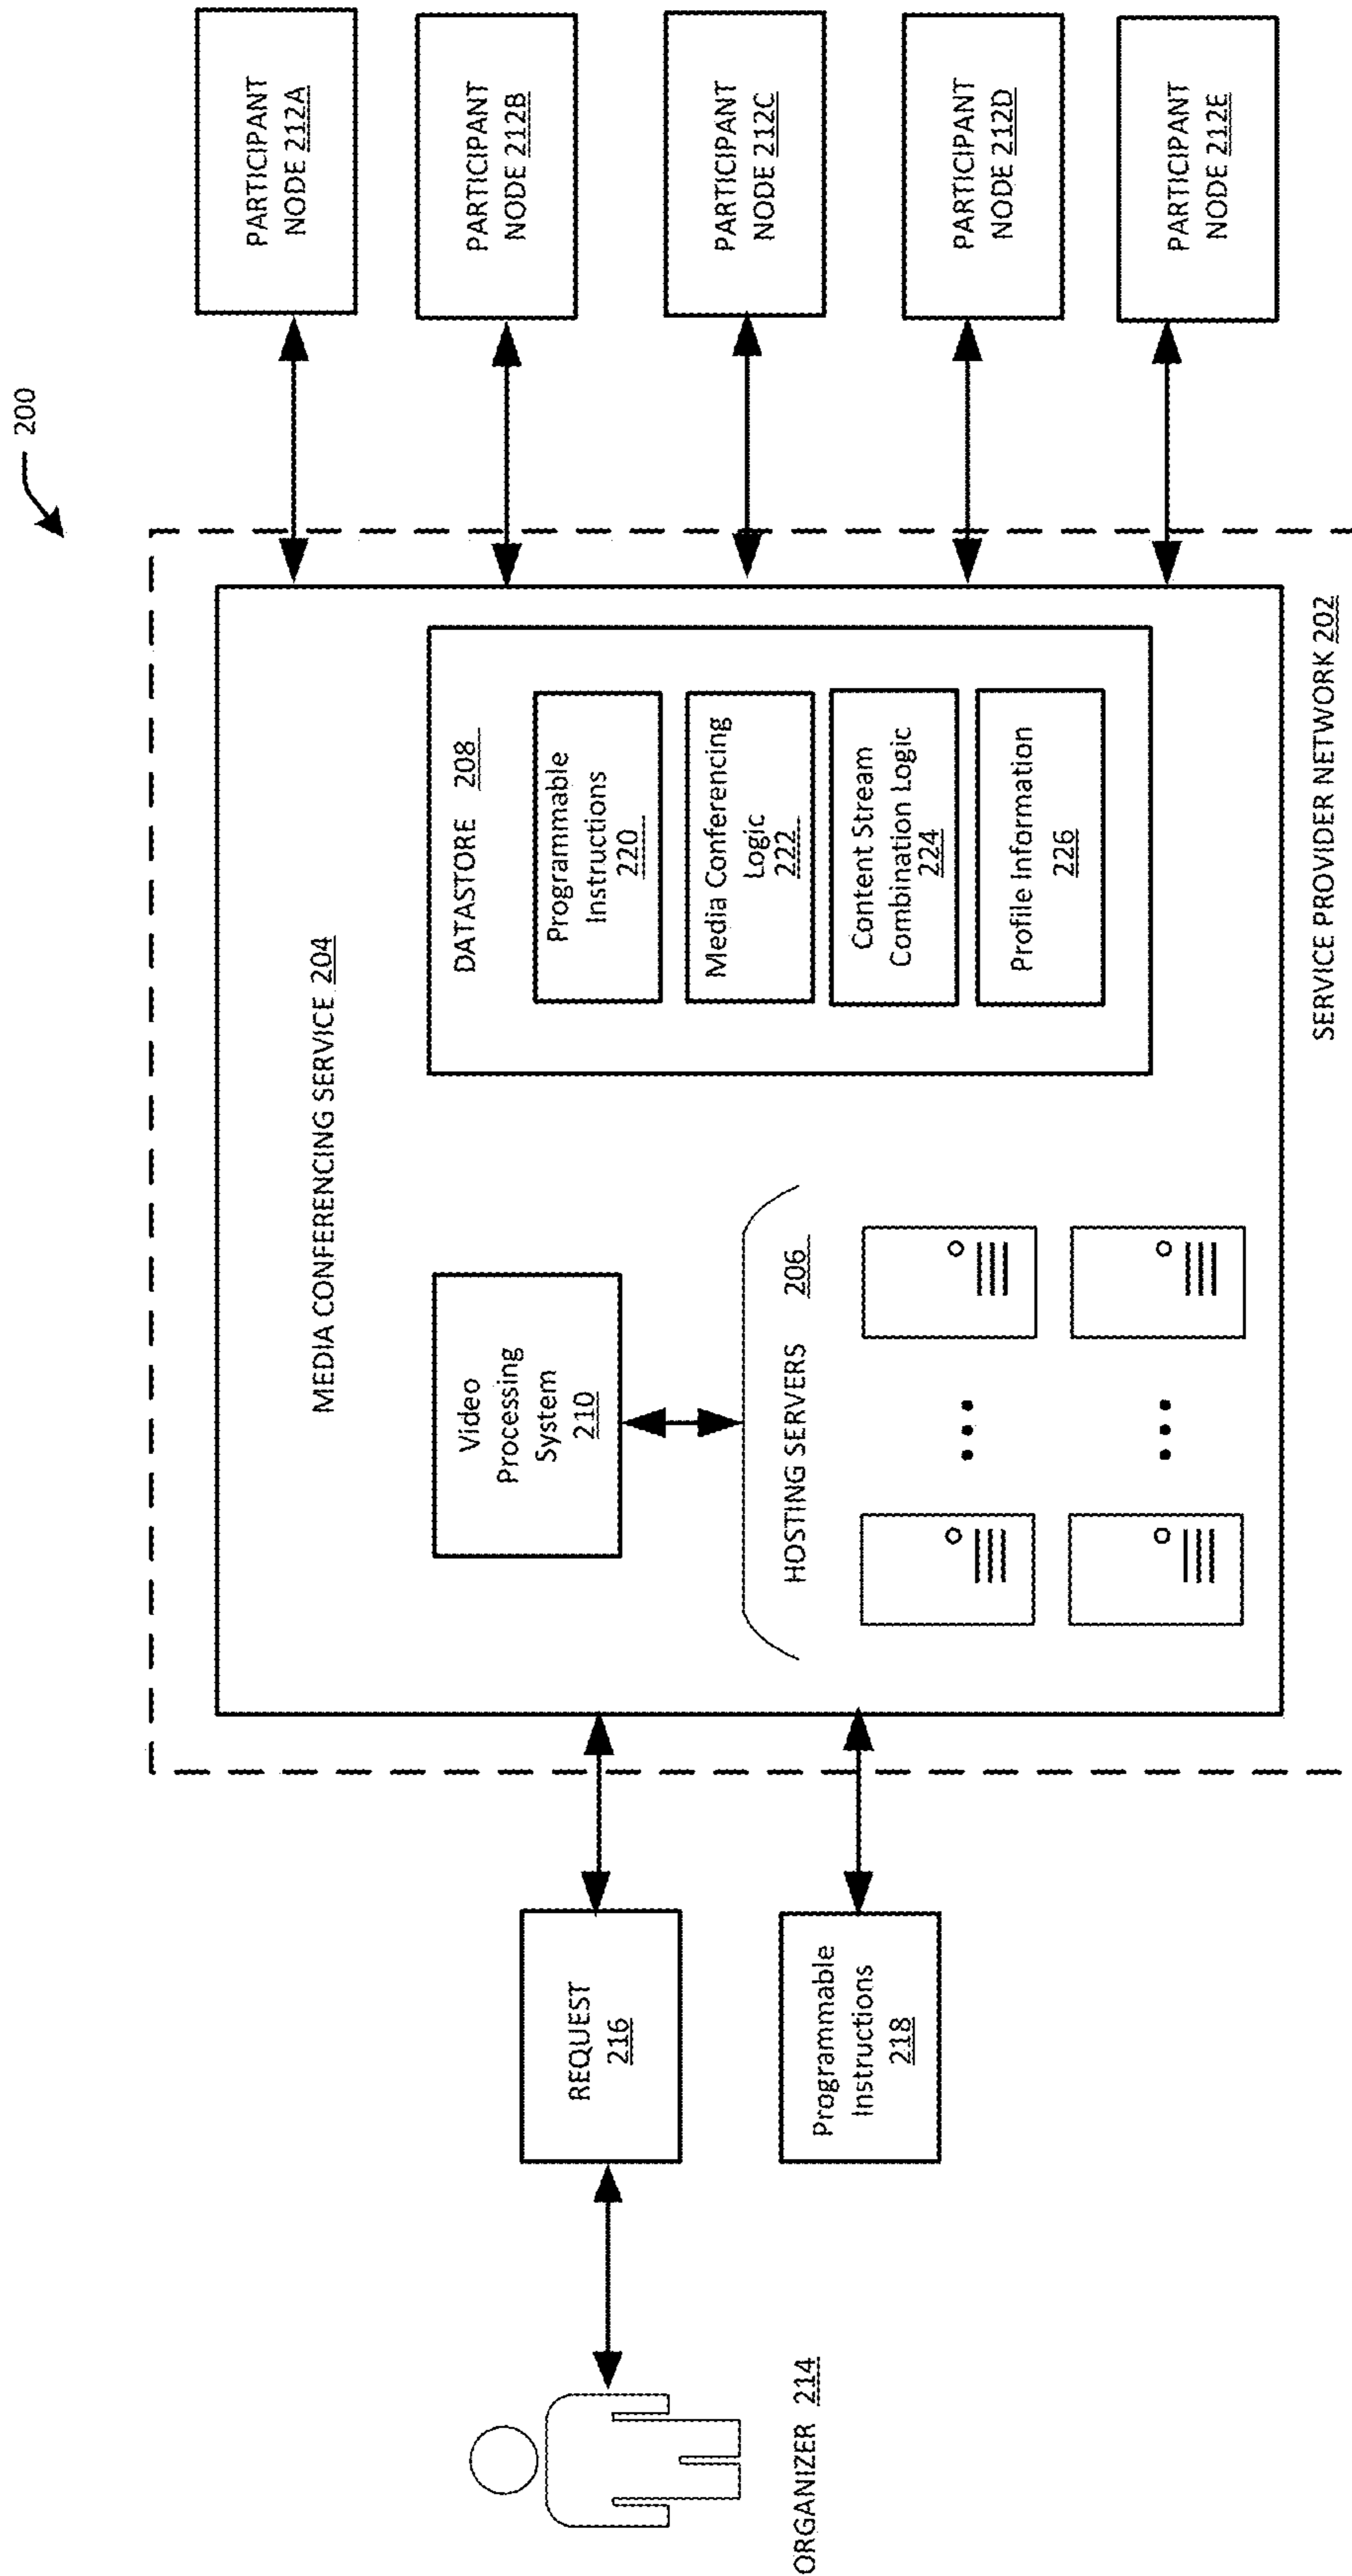 200
MEDIA CONFERENCING SERVICE 204
Video
Processing
System
210
HOSTING SERVERS 206
DATASTORE 208
Programmable
Instructions
220
Media Conferencing
Logic
222
Content Stream
Combination Logic
224
Profile Information
226
SERVICE PROVIDER NETWORK 202
PARTICIPANT
NODE 212A
PARTICIPANT
NODE 212B
PARTICIPANT
NODE 212C
PARTICIPANT
NODE 212D
PARTICIPANT
NODE 212E
REQUEST
216
Programmable
Instructions
218
ORGANIZER 214